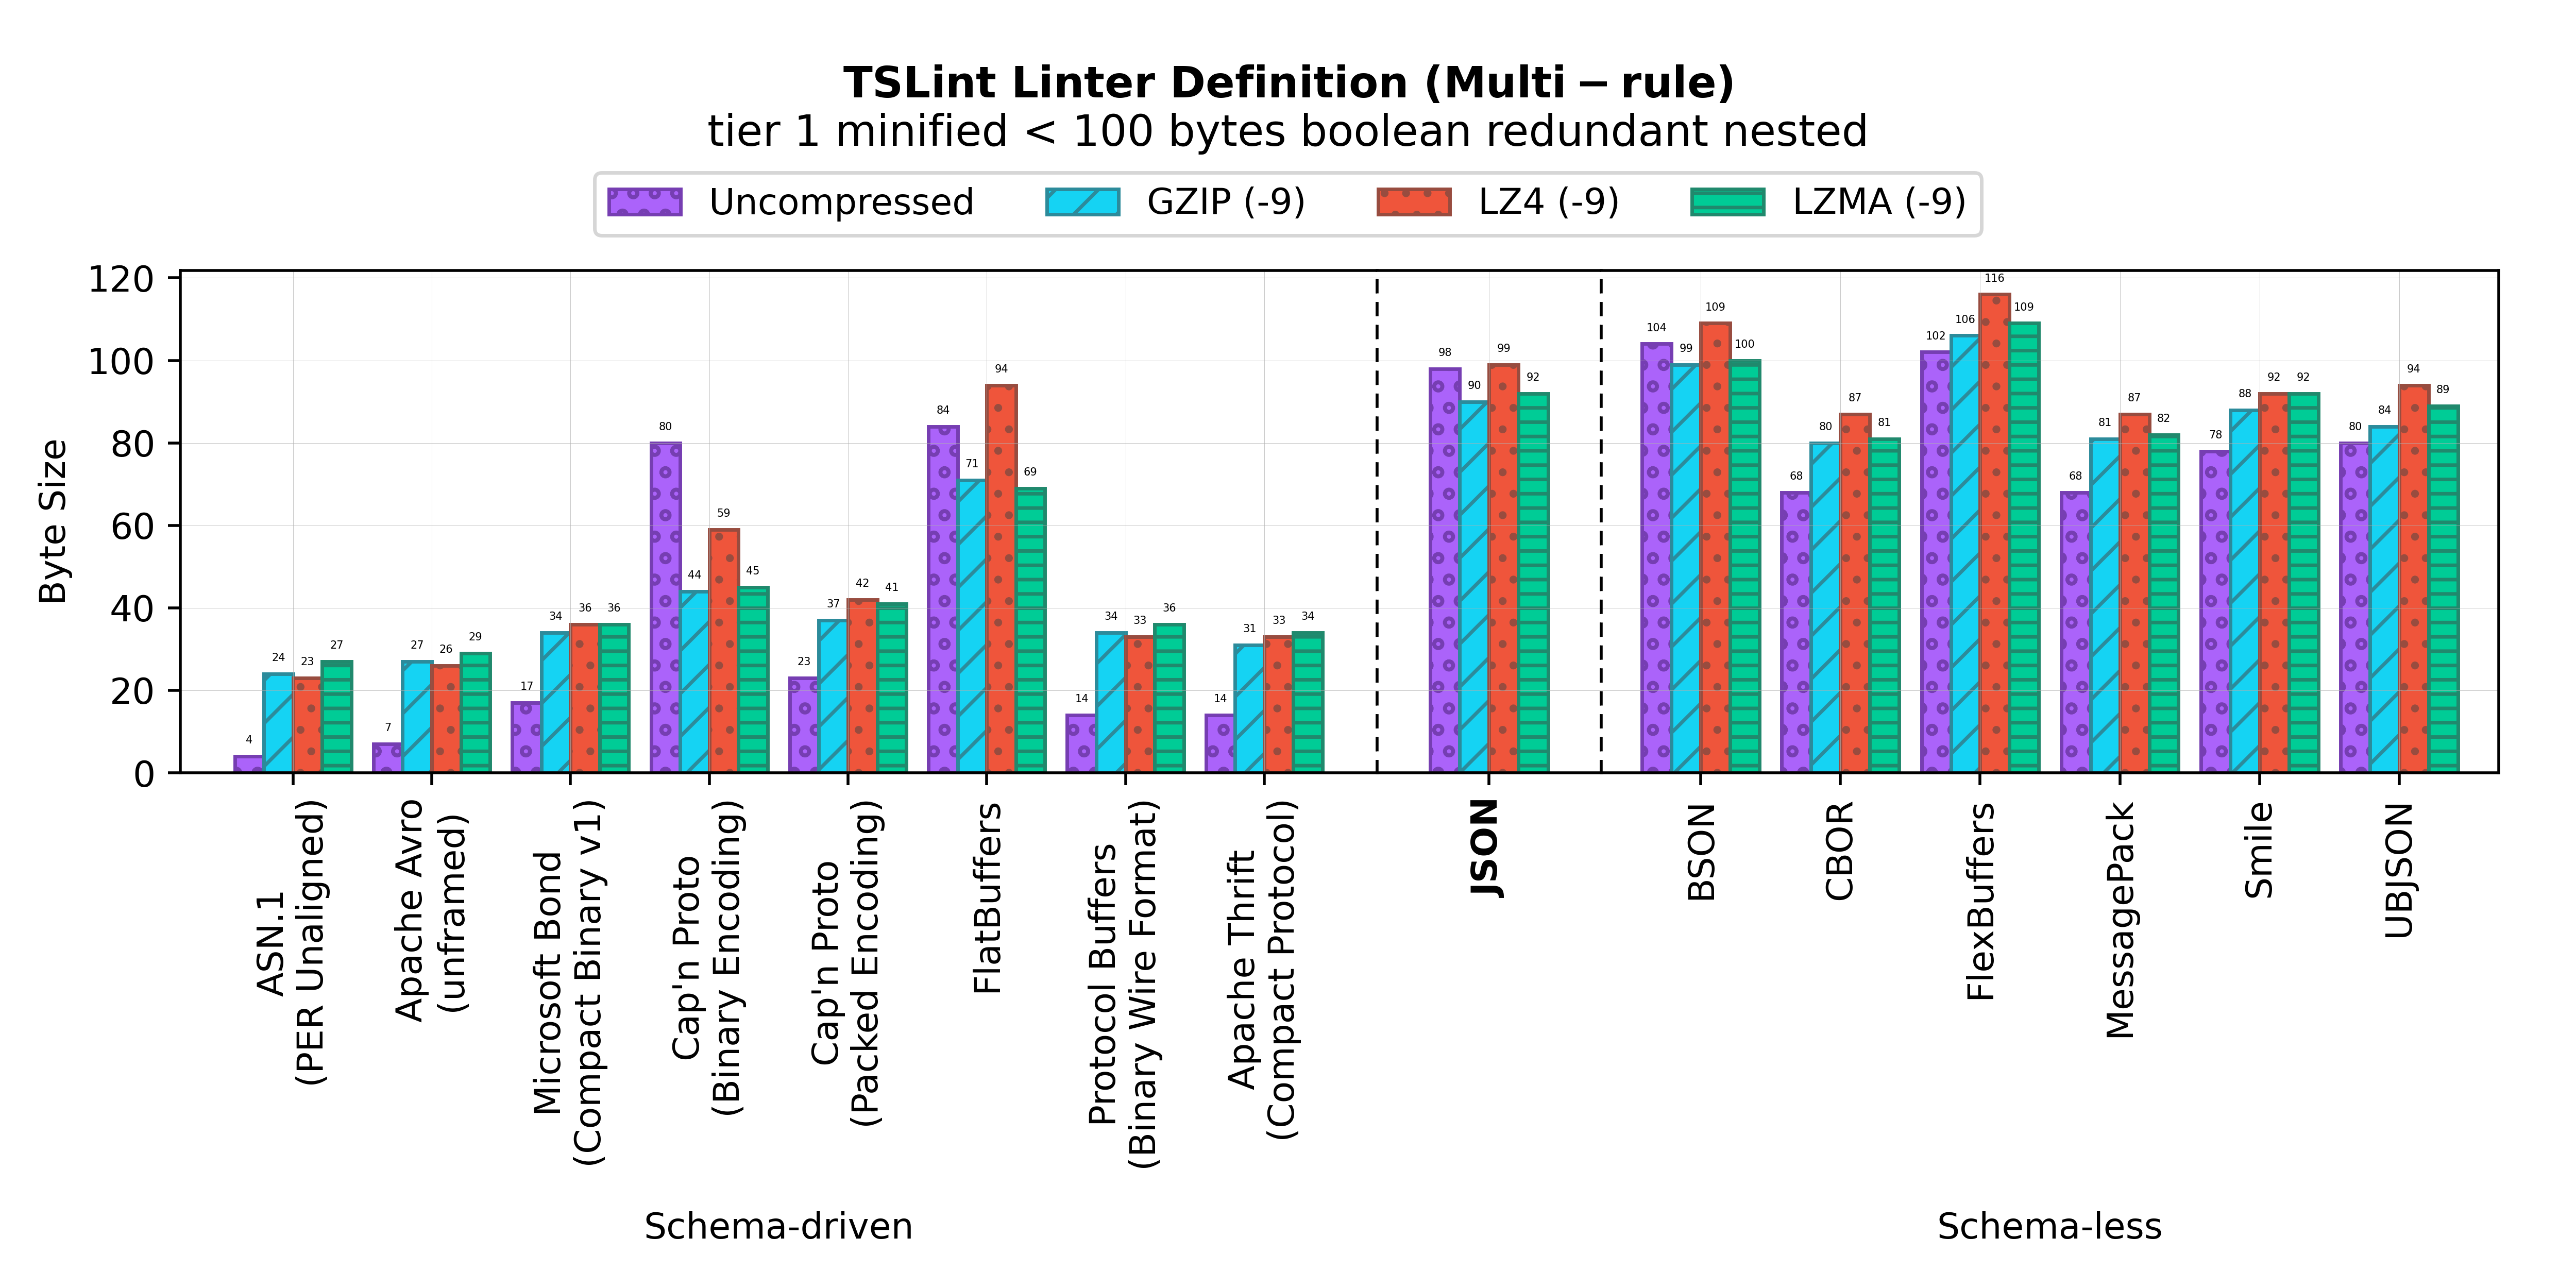 TSLint Linter Definition (Multi − rule)
tier 1 minified < 100 bytes boolean redundant nested
Uncompressed
GZIP (-9)
LZ4 (-9)
LZMA (-9)
Byte Size
120
100
80
60
40
20
0
4
24
23
27
7
27
26
29
17
34
36
36
80
44
59
45
23
37
42
41
84
71
94
69
14
34
33
36
14
31
33
34
98
90
99
92
104
99
109
100
68
80
87
81
102
106
116
109
68
81
87
82
78
88
92
92
80
84
94
89
ASN.1
(PER Unaligned)
Apache Avro
(unframed)
Microsoft Bond
(Compact Binary v1)
Cap'n Proto
(Binary Encoding)
Cap'n Proto
(Packed Encoding)
FlatBuffers
Protocol Buffers
(Binary Wire Format)
Apache Thrift
(Compact Protocol)
JSON
BSON
CBOR
FlexBuffers
MessagePack
Smile
UBJSON
Schema-driven
Schema-less